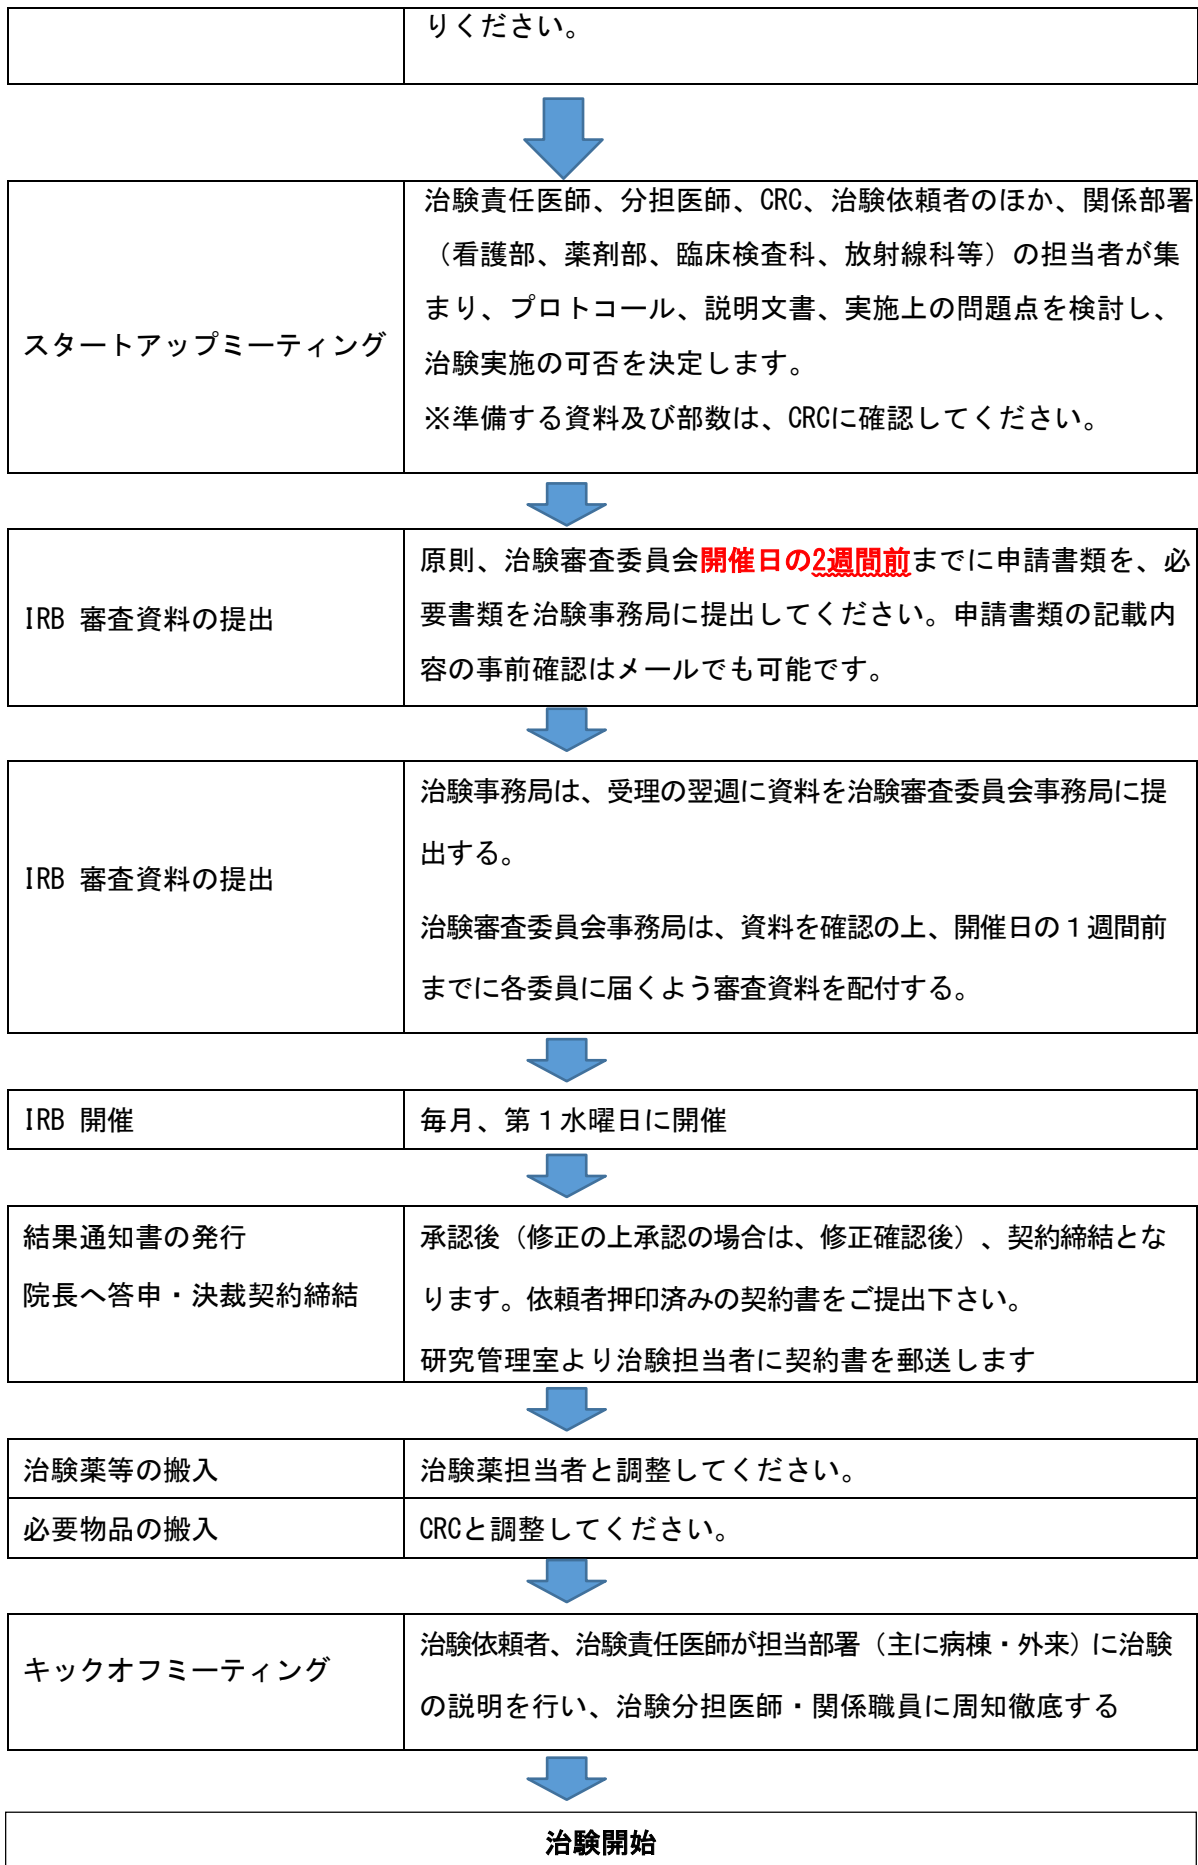 りください。
スタートアップミーティング
治験責任医師、分担医師、CRC、治験依頼者のほか、関係部署
（看護部、薬剤部、臨床検査科、放射線科等）の担当者が集
まり、プロトコール、説明文書、実施上の問題点を検討し、
治験実施の可否を決定します。
※準備する資料及び部数は、CRCに確認してください。
IRB 審査資料の提出
原則、治験審査委員会開催日の2週間前までに申請書類を、必
要書類を治験事務局に提出してください。申請書類の記載内
容の事前確認はメールでも可能です。
IRB 審査資料の提出
治験事務局は、受理の翌週に資料を治験審査委員会事務局に提
出する。
治験審査委員会事務局は、資料を確認の上、開催日の１週間前
までに各委員に届くよう審査資料を配付する。
IRB 開催
毎月、第１水曜日に開催
結果通知書の発行
院長へ答申・決裁契約締結
承認後（修正の上承認の場合は、修正確認後）、契約締結とな
ります。依頼者押印済みの契約書をご提出下さい。
研究管理室より治験担当者に契約書を郵送します
治験薬等の搬入
治験薬担当者と調整してください。
必要物品の搬入
CRCと調整してください。
キックオフミーティング
治験依頼者、治験責任医師が担当部署（主に病棟・外来）に治験
の説明を行い、治験分担医師・関係職員に周知徹底する
治験開始